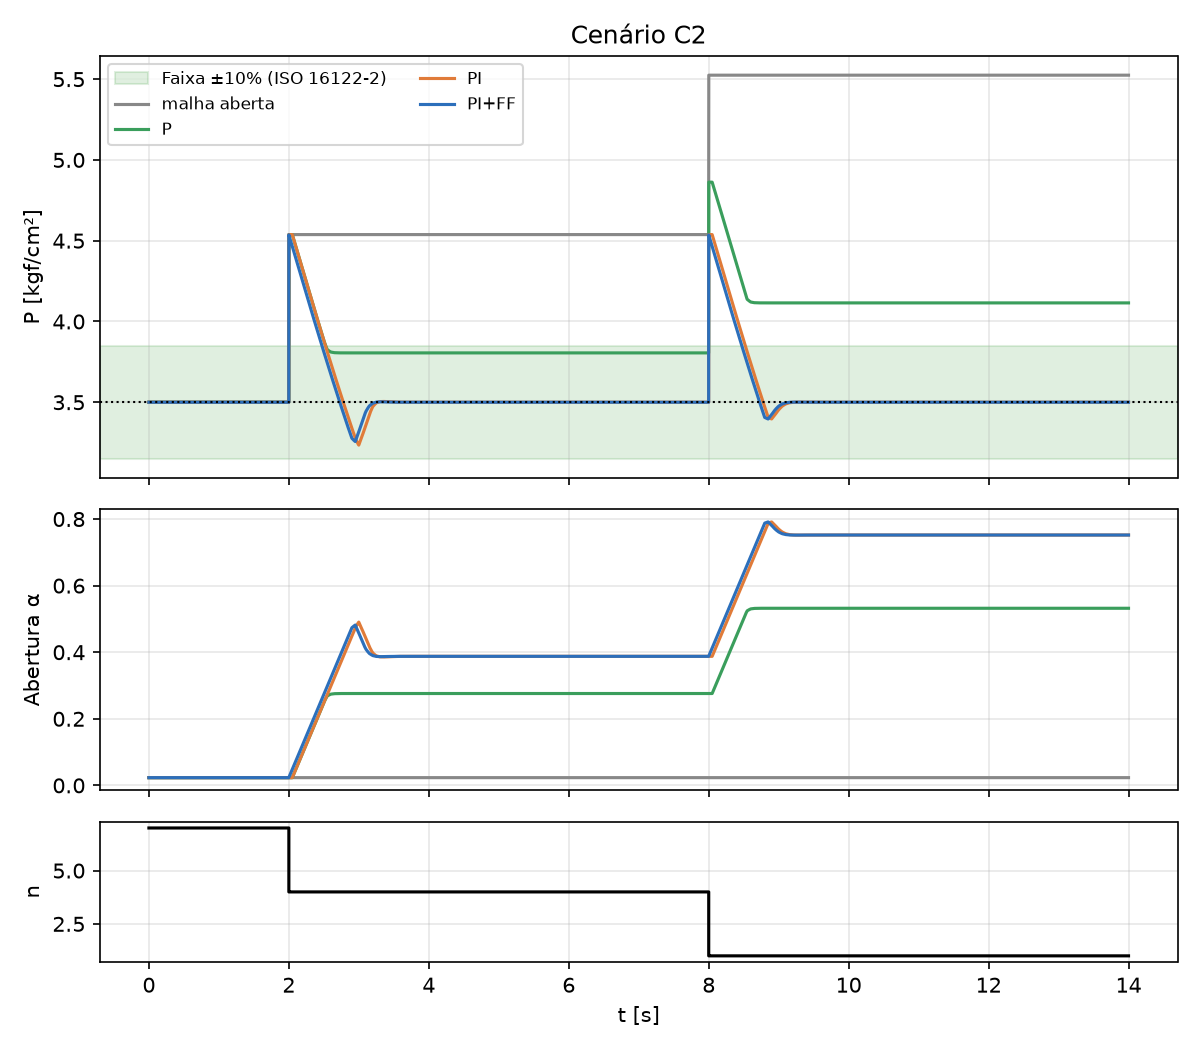 Cenário C2
Faixa ±10% (ISO 16122-2)
malha aberta
P
PI
PI+FF
P [kgf/cm²]
5.5
5.0
4.5
4.0
3.5
Abertura α
0.8
0.6
0.4
0.2
0.0
n
5.0
2.5
0 2 4 6 8 10 12 14
t [s]